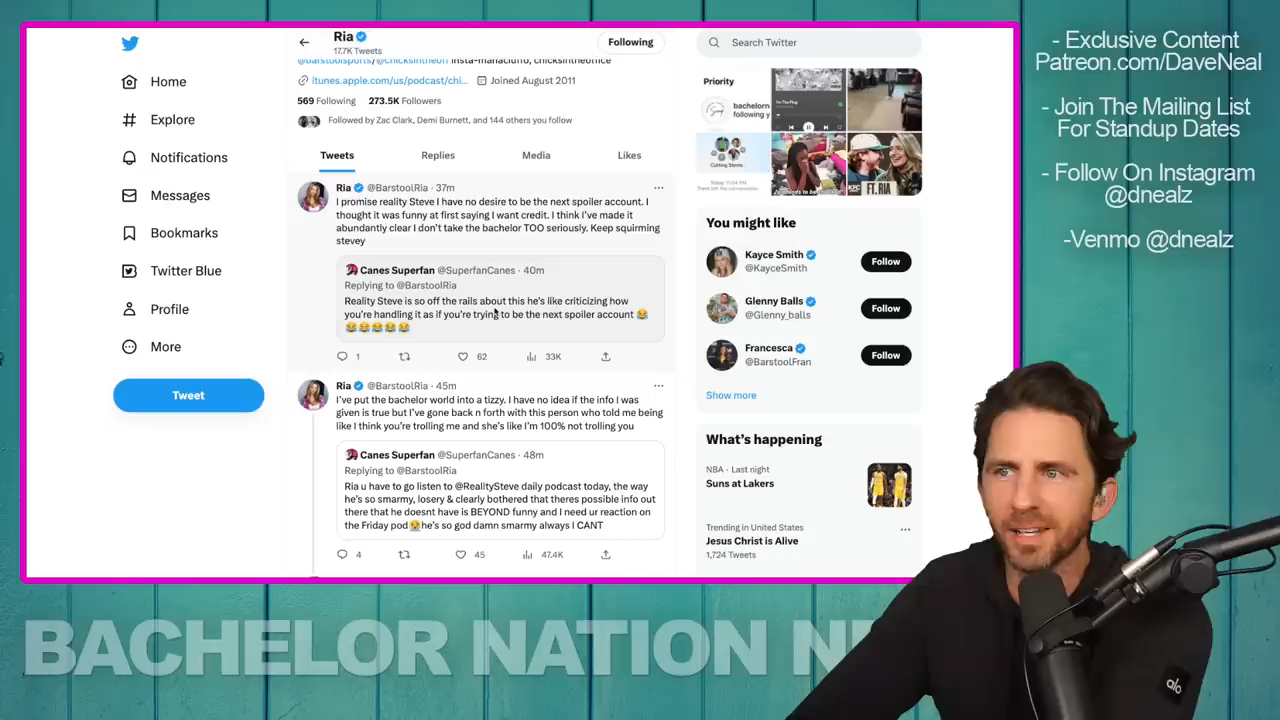 Home
Explore
Notifications
Messages
Bookmarks
Twitter Blue
Profile
More
Tweet
Ria
17.7K Tweets
Following
Joined August 2011
itunes.apple.com/us/podcast/chi...
569 Following 273.5K Followers
Followed by Zac Clark, Demi Burnett, and 144 others you follow
Tweets Replies Media Likes
Ria @BarstoolRia · 37m
I promise reality Steve I have no desire to be the next spoiler account. I
thought it was funny at first saying I want credit. I think I've made it
abundantly clear I don't take the bachelor TOO seriously. Keep squirming
stevey
Canes Superfan @SuperfanCanes · 40m
Replying to @BarstoolRia
Reality Steve is so off the rails about this he's like criticizing how
you're handling it as if you're trying to be the next spoiler account 😂
😂😂😂😂😂
1 62 33K
Ria @BarstoolRia · 45m
I've put the bachelor world into a tizzy. I have no idea if the info I was
given is true but I've gone back n forth with this person who told me being
like I think you're trolling me and she's like I'm 100% not trolling you
Canes Superfan @SuperfanCanes · 48m
Replying to @BarstoolRia
Ria u have to go listen to @RealitySteve daily podcast today, the way
he's so smarmy, losery & clearly bothered that theres possible info out
there that he doesnt have is BEYOND funny and I need ur reaction on
the Friday pod😭he's so god damn smarmy always I CANT
4 45 47.4K
Search Twitter
Priority
bachelorn
following y
Cutting Stems
FT. RIA
You might like
Kayce Smith
@KayceSmith
Follow
Glenny Balls
@Glenny_balls
Follow
Francesca
@BarstoolFran
Follow
Show more
What's happening
NBA · Last night
Suns at Lakers
Trending in United States
Jesus Christ is Alive
1,724 Tweets
- Exclusive Content
Patreon.com/DaveNeal
- Join The Mailing List
For Standup Dates
- Follow On Instagram
@dnealz
-Venmo @dnealz
BACHELOR NATION
alo